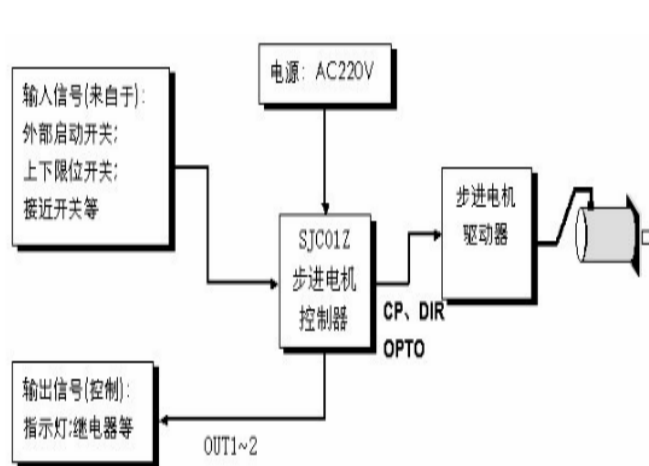 电源: AC220V
输入信号(来自于):
外部启动开关;
上下限位开关;
接近开关等
步进电机
驱动器
SJC01Z
步进电机
控制器
CP、DIR
OPTO
输出信号(控制):
指示灯;继电器等
OUT1~2